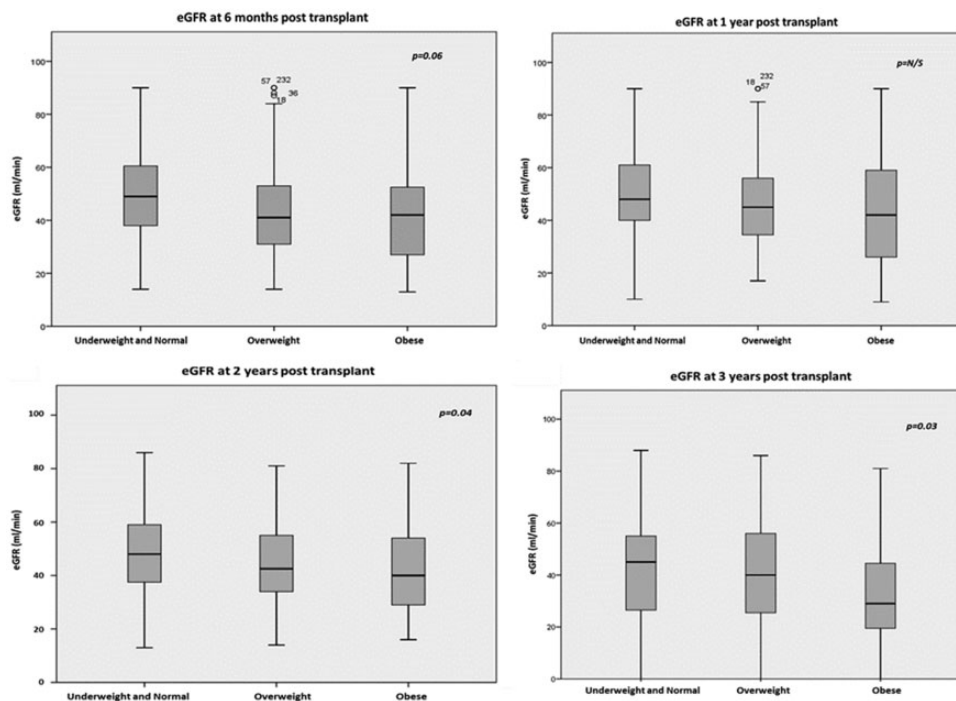 eGFR at 6 months post transplant
p=0.06
eGFR (ml/min)
100
80
60
40
20
0
57 232
36
18
Underweight and Normal Overweight Obese
eGFR at 1 year post transplant
p=N/S
eGFR (ml/min)
100
80
60
40
20
0
18 232
57
Underweight and Normal Overweight Obese
eGFR at 2 years post transplant
p=0.04
eGFR (ml/min)
100
80
60
40
20
0
Underweight and Normal Overweight Obese
eGFR at 3 years post transplant
p=0.03
eGFR (ml/min)
100
80
60
40
20
0
Underweight and Normal Overweight Obese